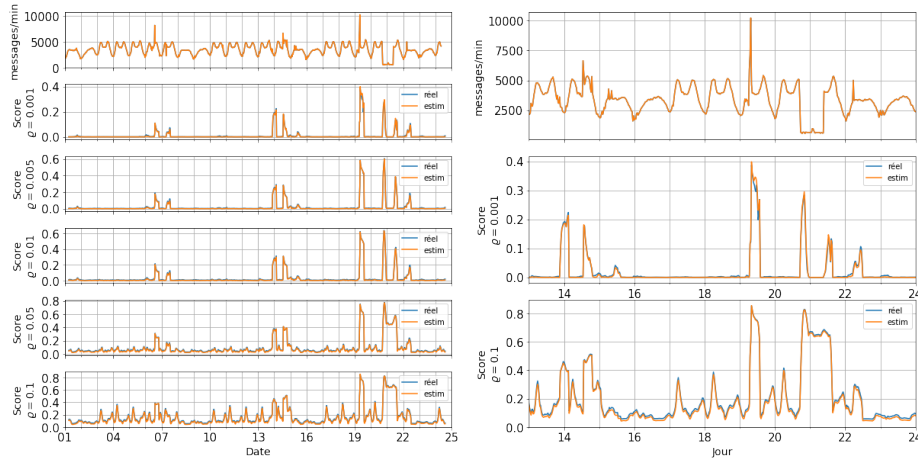 messages/min
10000
5000
0
Score
ϱ = 0.001
0.4
0.2
0.0
réel
estim
Score
ϱ = 0.005
0.6
0.4
0.2
0.0
réel
estim
Score
ϱ = 0.01
0.6
0.4
0.2
0.0
réel
estim
Score
ϱ = 0.05
0.8
0.6
0.4
0.2
0.0
réel
estim
Score
ϱ = 0.1
0.8
0.6
0.4
0.2
0.0
réel
estim
01 04 07 10 13 16 19 22 25
Date
messages/min
10000
7500
5000
2500
Score
ϱ = 0.001
0.4
0.3
0.2
0.1
0.0
réel
estim
14 16 18 20 22 24
Score
ϱ = 0.1
0.8
0.6
0.4
0.2
0.0
réel
estim
14 16 18 20 22 24
Jour